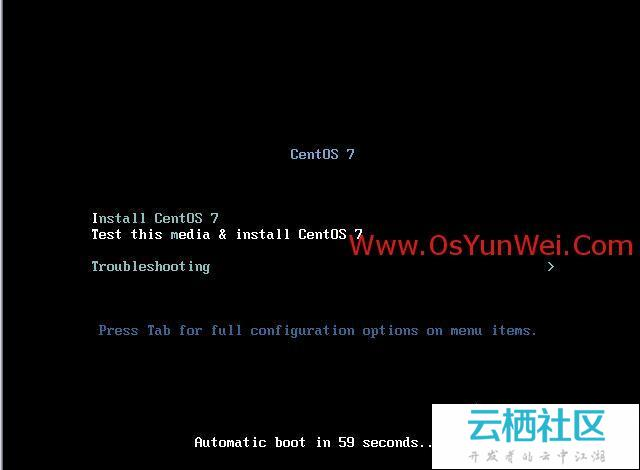 CentOS 7
Install CentOS 7
Test this media & install CentOS 7
Www.OsYunWei.Com
Troubleshooting >
Press Tab for full configuration options on menu items.
云栖社区
Automatic boot in 59 seconds..
开发者的云中江湖